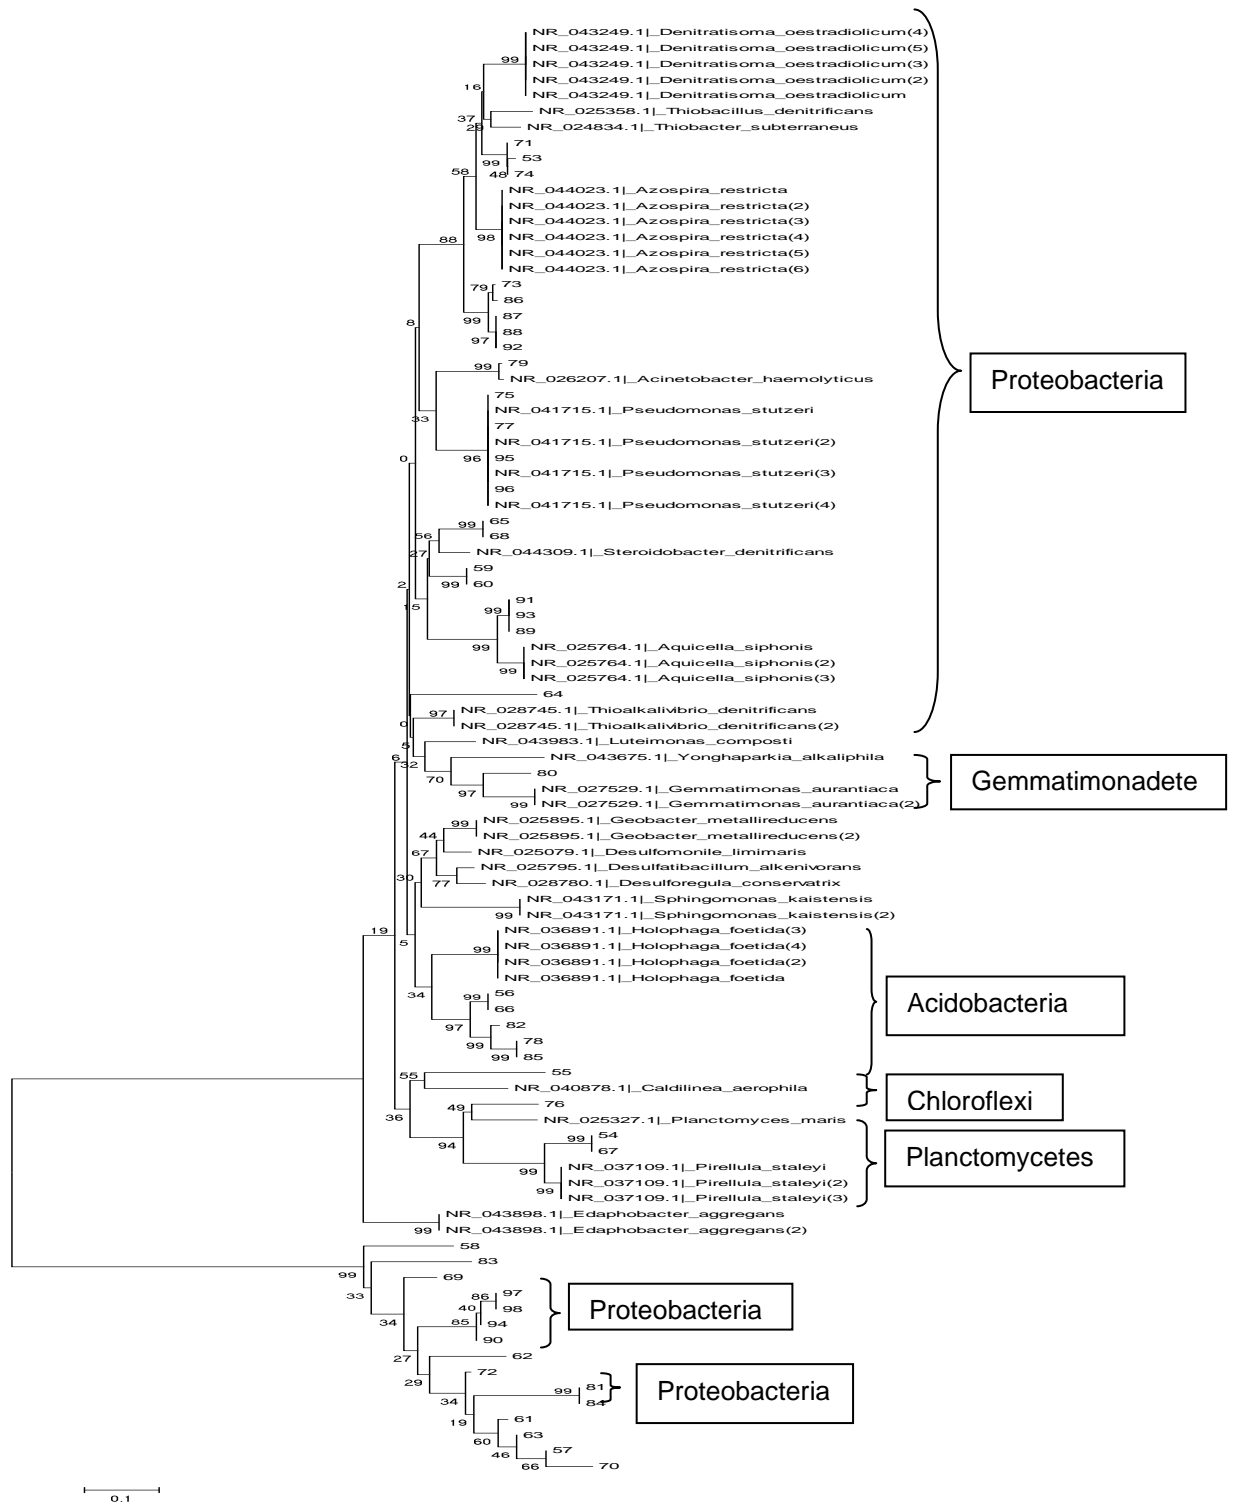 NR_043249.1|_Denitratisoma_oestradiolicum(4)
NR_043249.1|_Denitratisoma_oestradiolicum(5)
NR_043249.1|_Denitratisoma_oestradiolicum(3)
99
NR_043249.1|_Denitratisoma_oestradiolicum(2)
16
NR_043249.1|_Denitratisoma_oestradiolicum
NR_025358.1|_Thiobacillus_denitrificans
37
29
NR_024834.1|_Thiobacter_subterraneus
71
99
53
58
48
74
NR_044023.1|_Azospira_restricta
NR_044023.1|_Azospira_restricta(2)
NR_044023.1|_Azospira_restricta(3)
88
98
NR_044023.1|_Azospira_restricta(4)
NR_044023.1|_Azospira_restricta(5)
NR_044023.1|_Azospira_restricta(6)
79
73
86
8
99
87
88
97
92
99
79
Proteobacteria
NR_026207.1|_Acinetobacter_haemolyticus
75
33
NR_041715.1|_Pseudomonas_stutzeri
77
NR_041715.1|_Pseudomonas_stutzeri(2)
0
96
95
NR_041715.1|_Pseudomonas_stutzeri(3)
96
NR_041715.1|_Pseudomonas_stutzeri(4)
99
65
56
68
27
NR_044309.1|_Steroidobacter_denitrificans
59
2
99
60
15
91
99
93
89
99
NR_025764.1|_Aquicella_siphonis
NR_025764.1|_Aquicella_siphonis(2)
99
NR_025764.1|_Aquicella_siphonis(3)
64
97
NR_028745.1|_Thioalkalivibrio_denitrificans
0
NR_028745.1|_Thioalkalivibrio_denitrificans(2)
5
NR_043983.1|_Luteimonas_composti
6
32
NR_043675.1|_Yonghaparkia_alkaliphila
70
80
Gemmatimonadete
97
NR_027529.1|_Gemmatimonas_aurantiaca
99
NR_027529.1|_Gemmatimonas_aurantiaca(2)
99
NR_025895.1|_Geobacter_metallireducens
44
NR_025895.1|_Geobacter_metallireducens(2)
67
NR_025079.1|_Desulfomonile_limimaris
NR_025795.1|_Desulfatibacillum_alkenivorans
30
77
NR_028780.1|_Desulforegula_conservatrix
NR_043171.1|_Sphingomonas_kaistensis
99
NR_043171.1|_Sphingomonas_kaistensis(2)
19
5
NR_036891.1|_Holophaga_foetida(3)
99
NR_036891.1|_Holophaga_foetida(4)
NR_036891.1|_Holophaga_foetida(2)
NR_036891.1|_Holophaga_foetida
34
99
56
Acidobacteria
66
97
82
99
78
99
85
55
55
NR_040878.1|_Caldilinea_aerophila
Chloroflexi
36
49
76
NR_025327.1|_Planctomyces_maris
94
99
54
67
Planctomycetes
99
NR_037109.1|_Pirellula_staleyi
NR_037109.1|_Pirellula_staleyi(2)
99
NR_037109.1|_Pirellula_staleyi(3)
NR_043898.1|_Edaphobacter_aggregans
99
NR_043898.1|_Edaphobacter_aggregans(2)
58
99
83
33
69
86
97
40
98
Proteobacteria
34
85
94
90
27
62
29
72
99
81
Proteobacteria
34
84
19
61
60
63
46
57
66
70
0.1